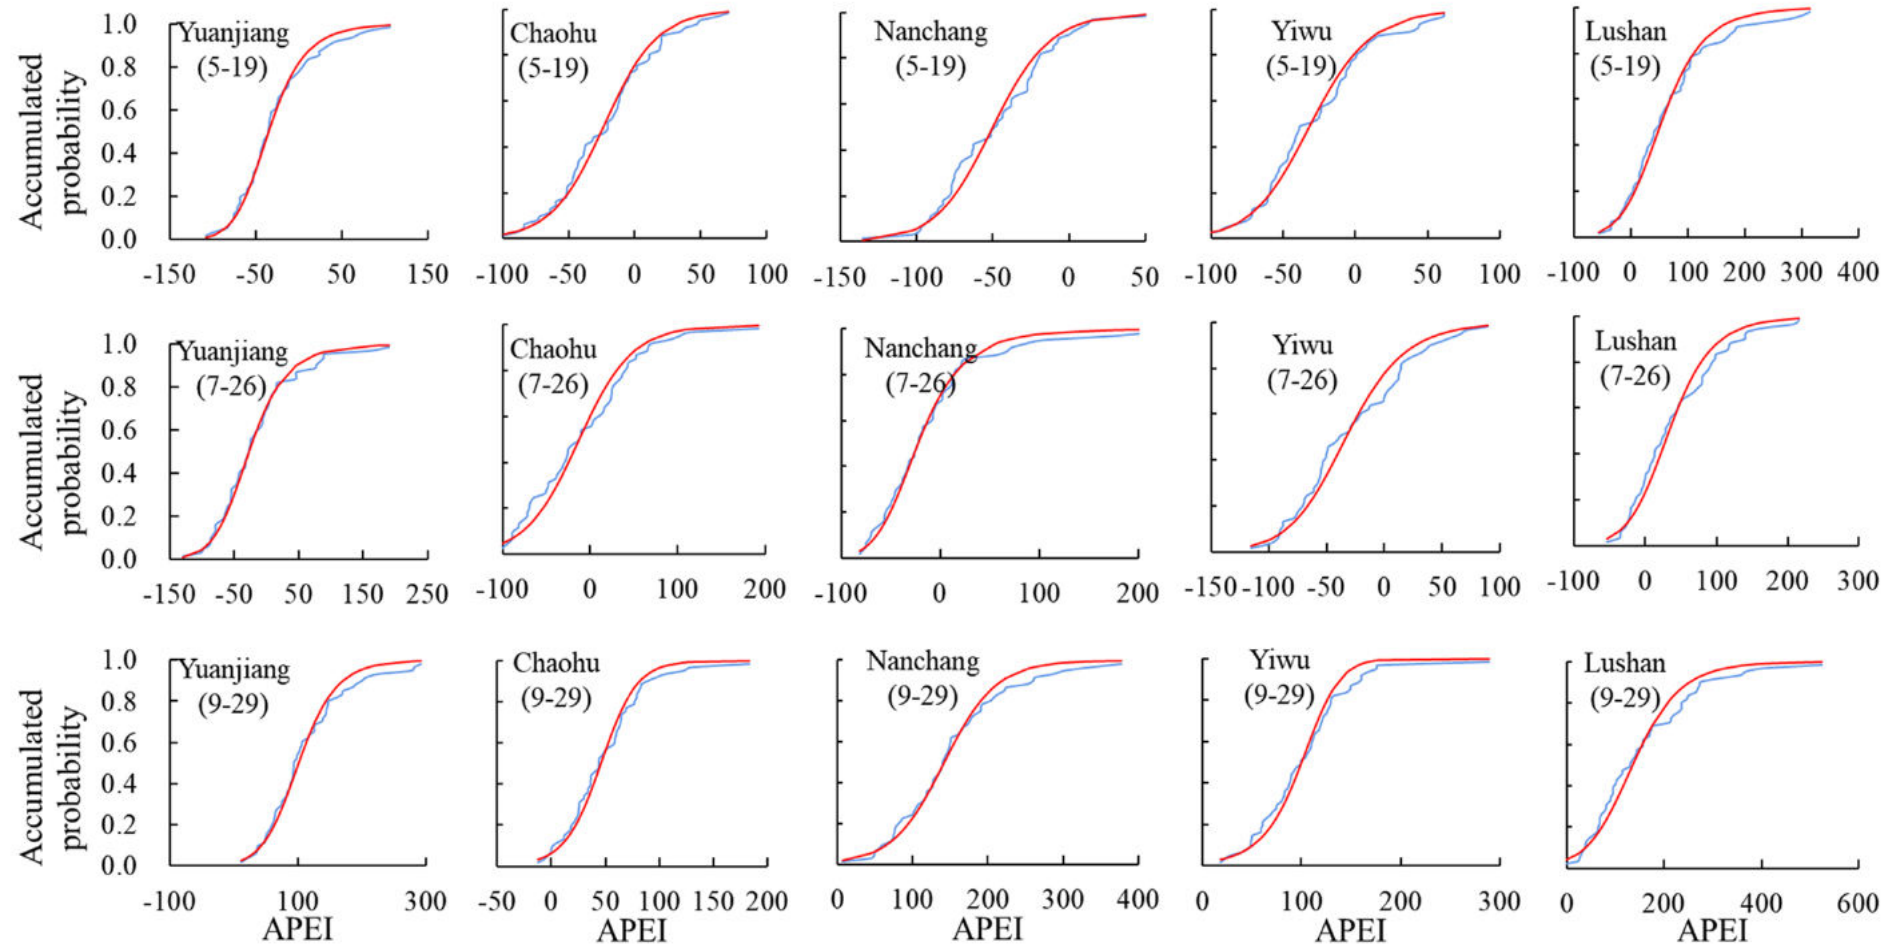 Accumulated
probability
1.0
0.8
0.6
0.4
0.2
0.0
Yuanjiang
(5-19)
-150 -50 50 150
Chaohu
(5-19)
-100 -50 0 50 100
Nanchang
(5-19)
-150 -100 -50 0 50
Yiwu
(5-19)
-100 -50 0 50 100
Lushan
(5-19)
-100 0 100 200 300 400
Accumulated
probability
1.0
0.8
0.6
0.4
0.2
0.0
Yuanjiang
(7-26)
-150 -50 50 150 250
Chaohu
(7-26)
-100 0 100 200
Nanchang
(7-26)
-100 0 100 200
Yiwu
(7-26)
-150 -100 -50 0 50 100
Lushan
(7-26)
-100 0 100 200 300
Accumulated
probability
1.0
0.8
0.6
0.4
0.2
0.0
Yuanjiang
(9-29)
-100 100 300
APEI
Chaohu
(9-29)
-50 0 50 100 150 200
APEI
Nanchang
(9-29)
0 100 200 300 400
APEI
Yiwu
(9-29)
0 100 200 300
APEI
Lushan
(9-29)
0 200 400 600
APEI